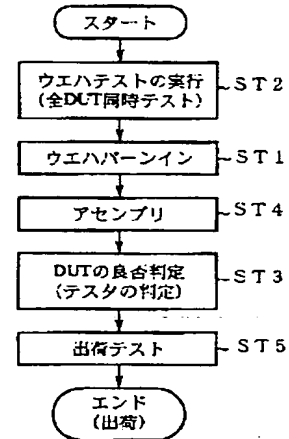 スタート
ウエハテストの実行 ST2
(全DUT同時テスト)
ウエハバーンイン ST1
アセンブリ ST4
DUTの良否判定 ST3
(テスタの判定)
出荷テスト ST5
エンド
(出荷)